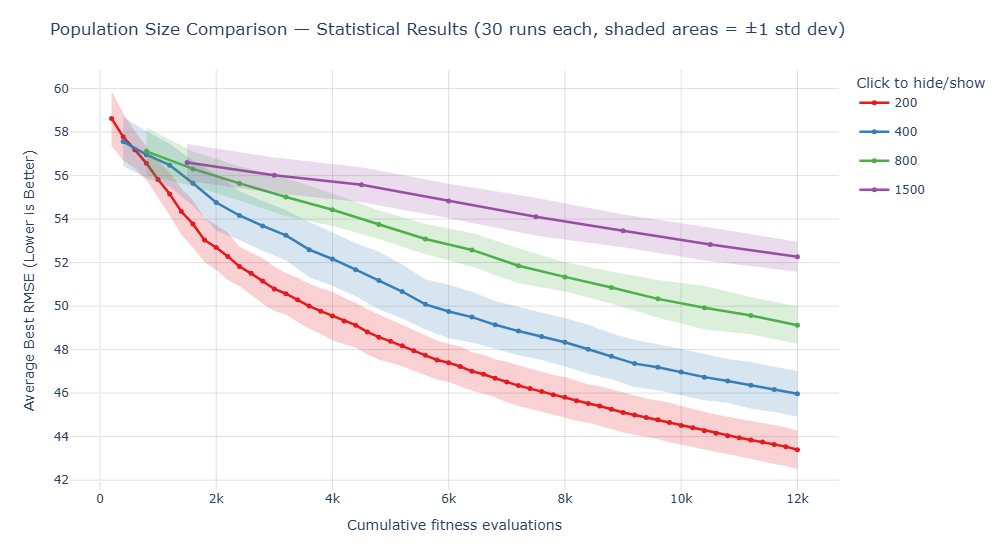 Population Size Comparison — Statistical Results (30 runs each, shaded areas = ±1 std dev)
Click to hide/show
200
400
800
1500
Average Best RMSE (Lower is Better)
60
58
56
54
52
50
48
46
44
42
0
2k
4k
6k
8k
10k
12k
Cumulative fitness evaluations